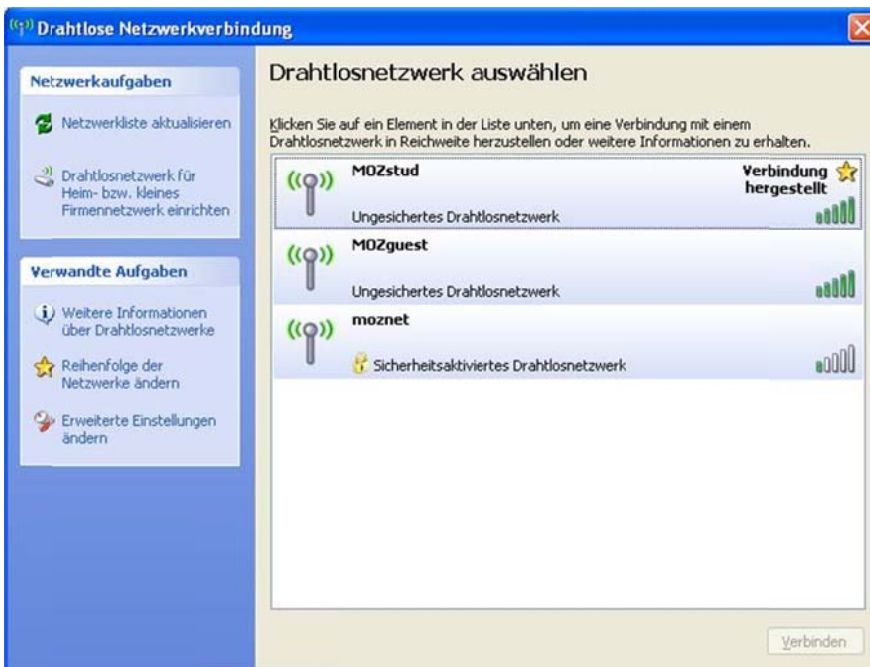 Drahtlose Netzwerkverbindung
Netzwerkaufgaben
Netzwerkliste aktualisieren
Drahtlosnetzwerk für
Heim- bzw. kleines
Firmennetzwerk einrichten
Verwandte Aufgaben
Weitere Informationen
über Drahtlosnetzwerke
Reihenfolge der
Netzwerke ändern
Erweiterte Einstellungen
ändern
Drahtlosnetzwerk auswählen
Klicken Sie auf ein Element in der Liste unten, um eine Verbindung mit einem
Drahtlosnetzwerk in Reichweite herzustellen oder weitere Informationen zu erhalten.
MOZstud
Verbindung
hergestellt
Ungesichertes Drahtlosnetzwerk
MOZguest
Ungesichertes Drahtlosnetzwerk
moznet
Sicherheitsaktiviertes Drahtlosnetzwerk
Verbinden